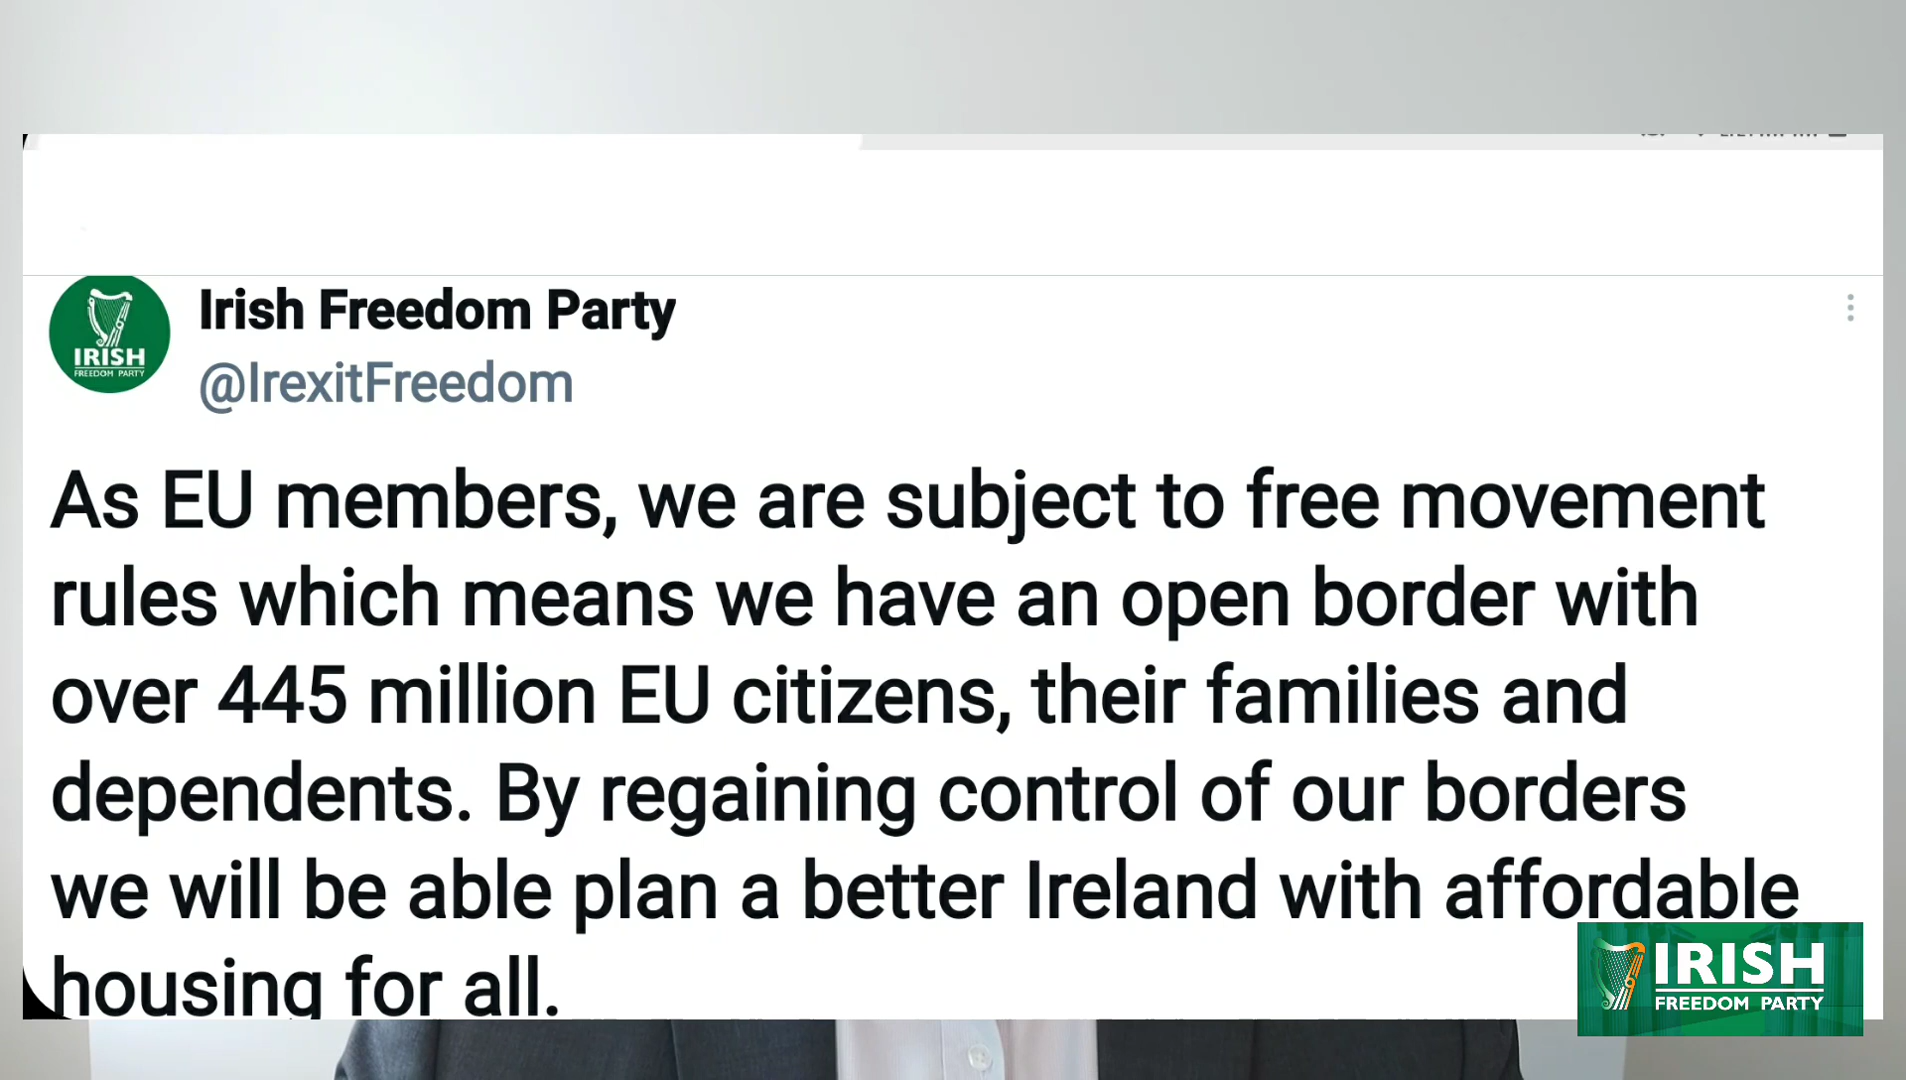 IRISH
FREEDOM PARTY
Irish Freedom Party
@IrexitFreedom
As EU members, we are subject to free movement
rules which means we have an open border with
over 445 million EU citizens, their families and
dependents. By regaining control of our borders
we will be able plan a better Ireland with affordable
housing for all.
IRISH
FREEDOM PARTY